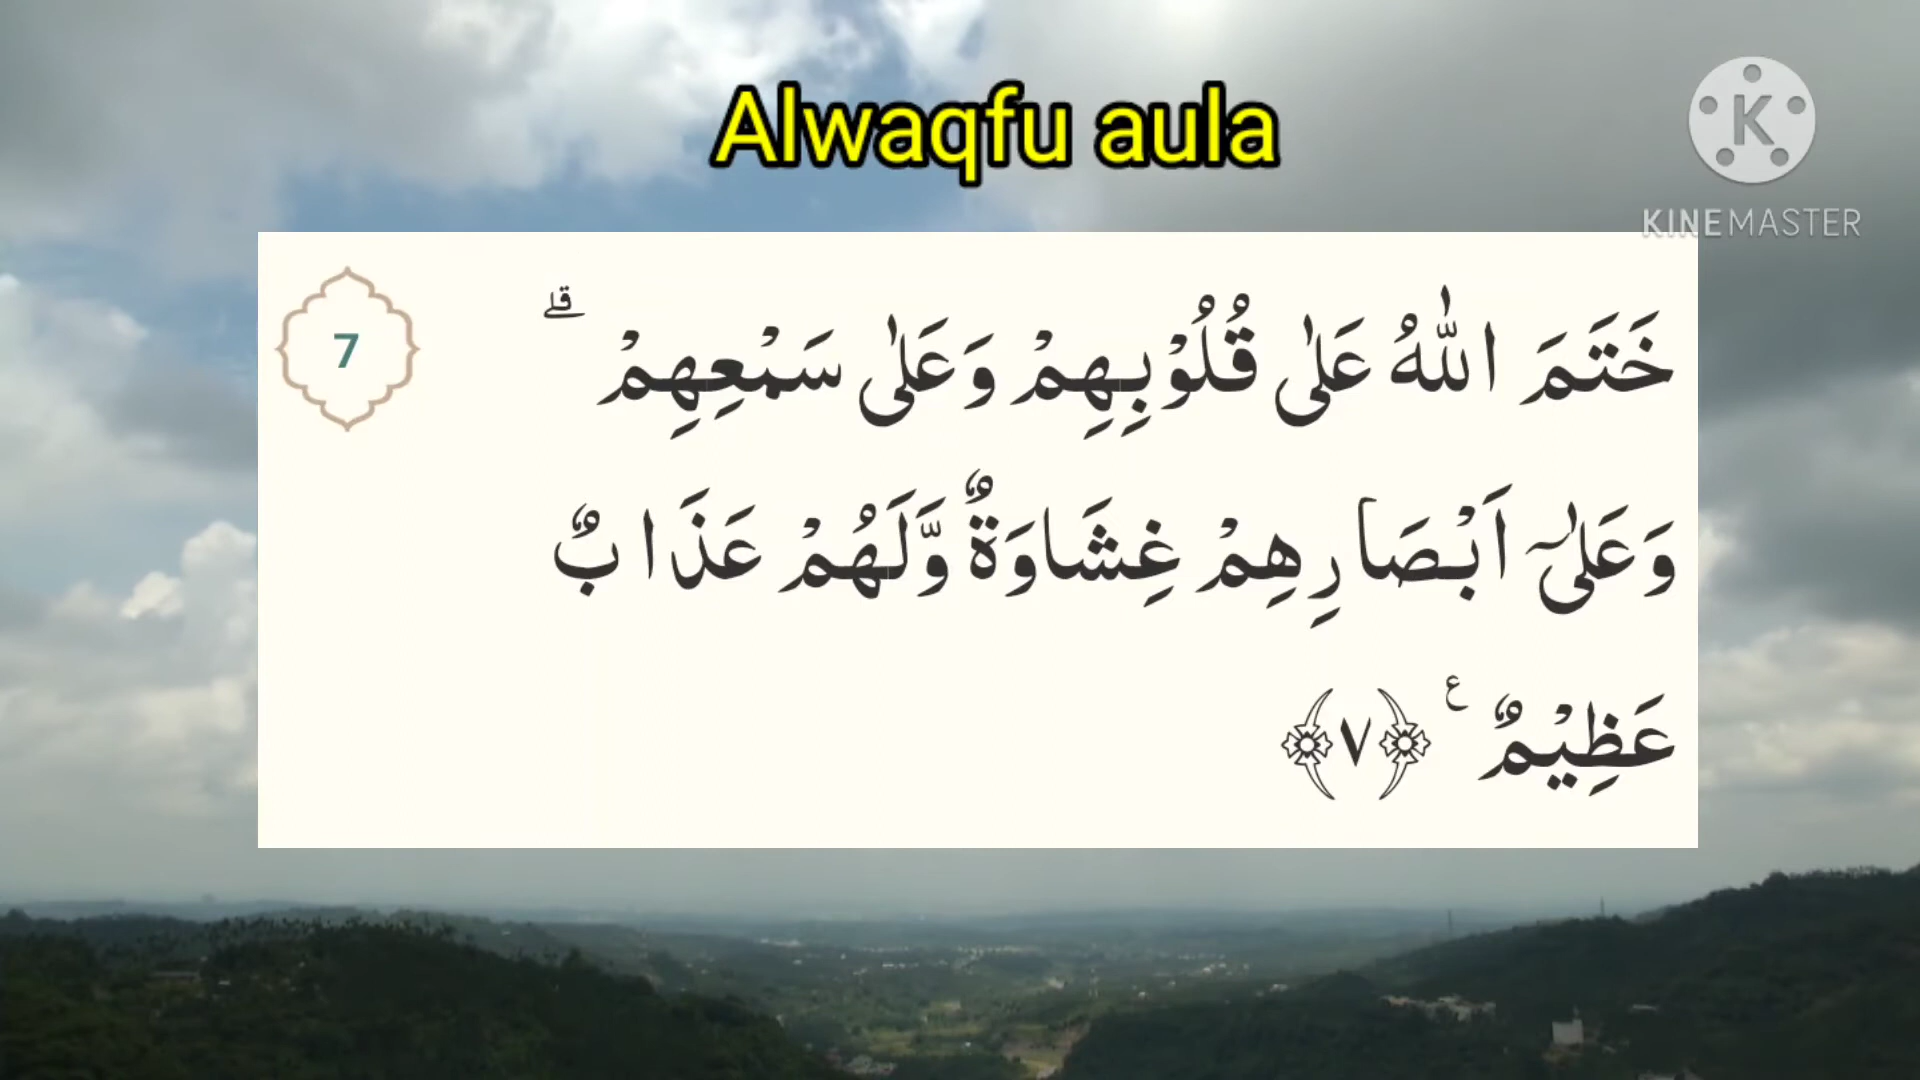 Alwaqfu aula
K
KINEMASTER
7
خَتَمَ اللّٰهُ عَلٰى قُلُوْبِهِمْ وَعَلٰى سَمْعِهِمْ ۗ
وَعَلٰىٓ اَبْصَارِهِمْ غِشَاوَةٌ وَّلَهُمْ عَذَابٌ
عَظِيْمٌ ࣖ ﴿٧﴾